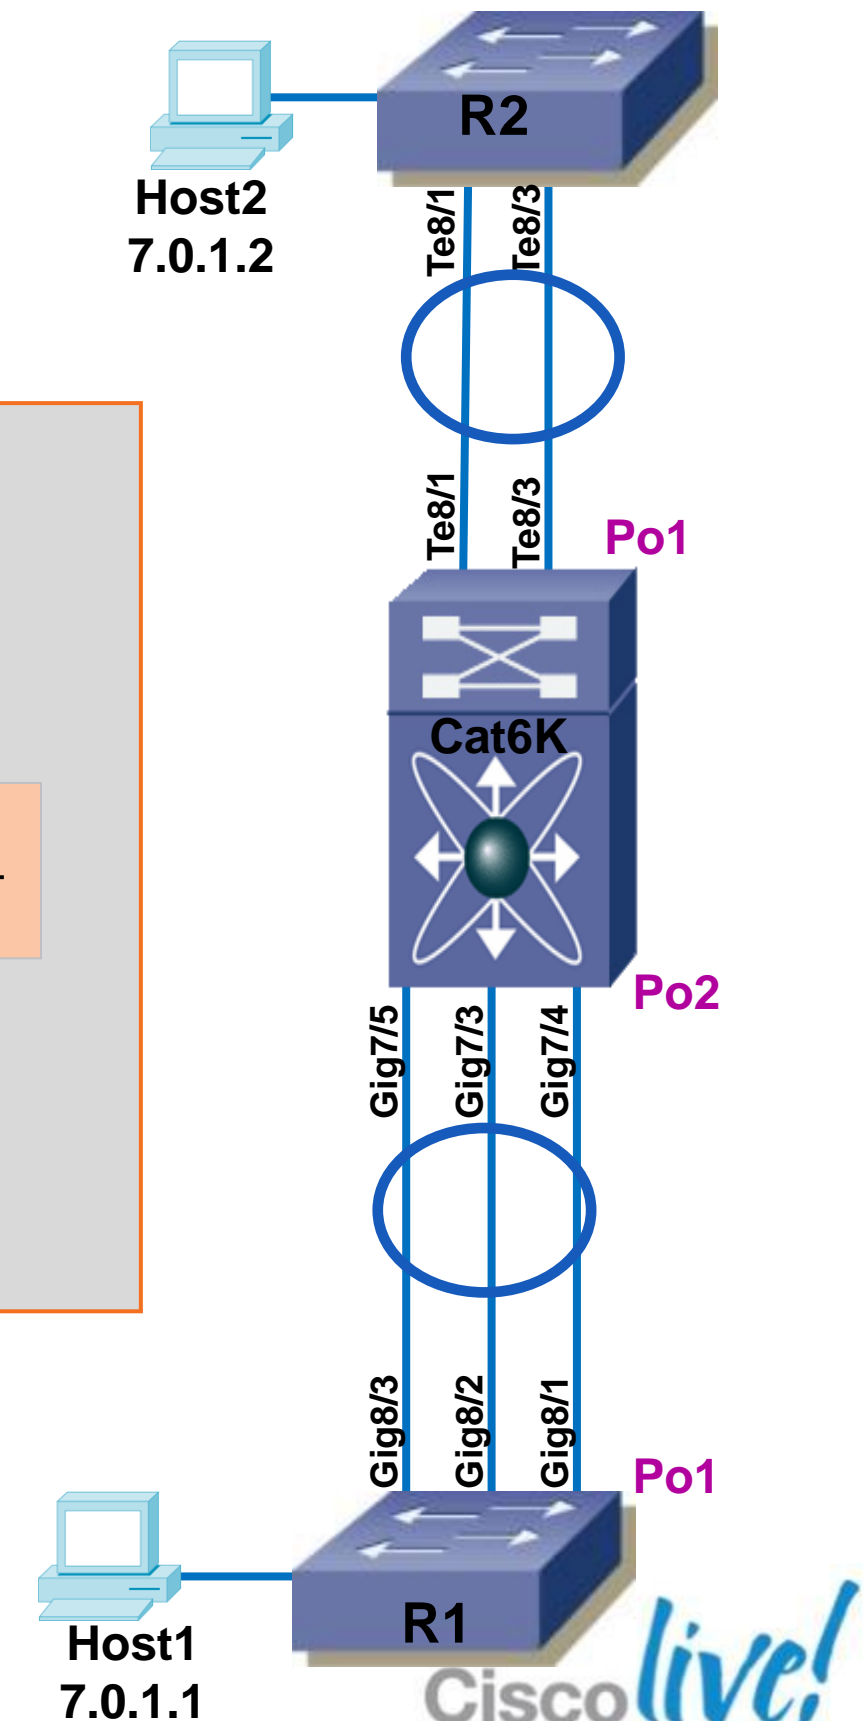 R2
Host2
7.0.1.2
Te8/1
Te8/3
Te8/1
Te8/3
Po1
Cat6K
Po2
Gig7/5
Gig7/3
Gig7/4
Gig8/3
Gig8/2
Gig8/1
Po1
R1
Host1
7.0.1.1
Cisco live!